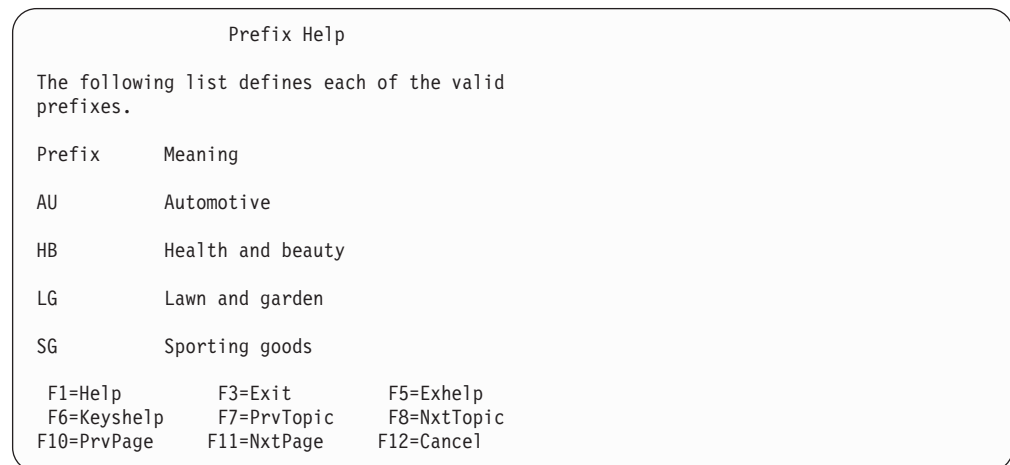 Prefix Help
The following list defines each of the valid
prefixes.
Prefix Meaning
AU Automotive
HB Health and beauty
LG Lawn and garden
SG Sporting goods
F1=Help F3=Exit F5=Exhelp
F6=Keyshelp F7=PrvTopic F8=NxtTopic
F10=PrvPage F11=NxtPage F12=Cancel